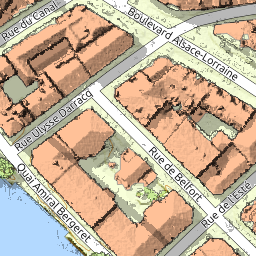 Rue du Canal
Boulevard Alsace-Lorraine
Rue Ulysse Darracq
Rue de Belfort
Quai Amiral Bergeret
Rue de l'Este